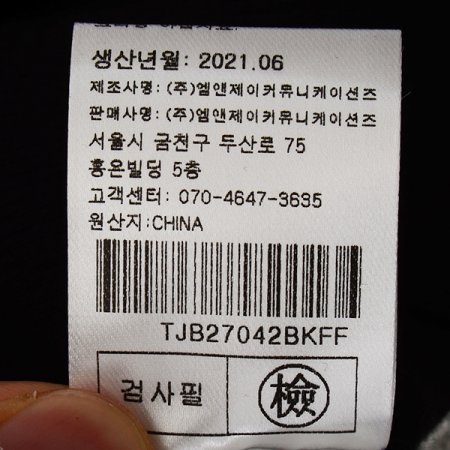 생산년월: 2021.06
제조사명: (주)엘앤제이커뮤니케이션즈
판매사명: (주)엘앤제이커뮤니케이션즈
서울시 금천구 두산로 75
홍온빌딩 5층
고객센터: 070-4647-3635
원산지:CHINA
TJB27042BKFF
검사필 檢